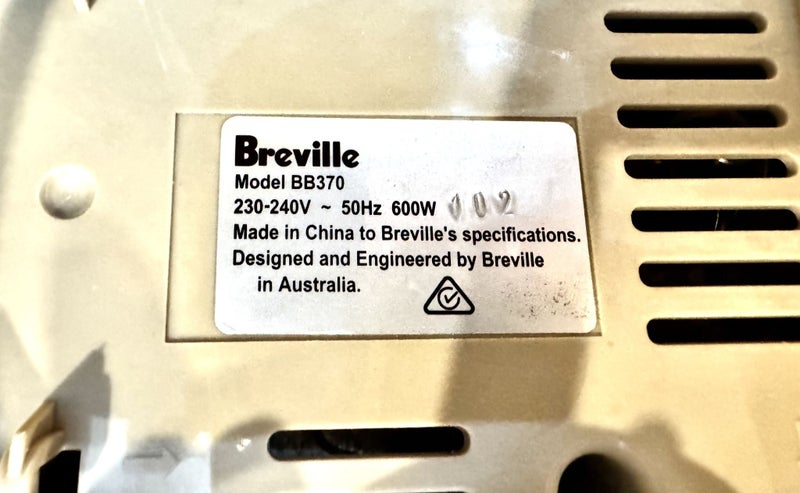 Breville
Model BB370
230-240V ~ 50Hz 600W 102
Made in China to Breville's specifications.
Designed and Engineered by Breville
in Australia.